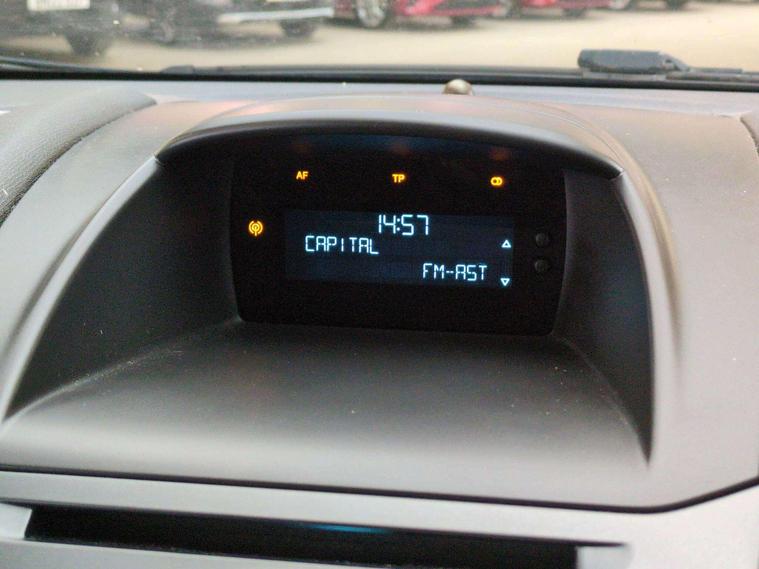 AF TP
14:57
CAPITAL
FM-AST